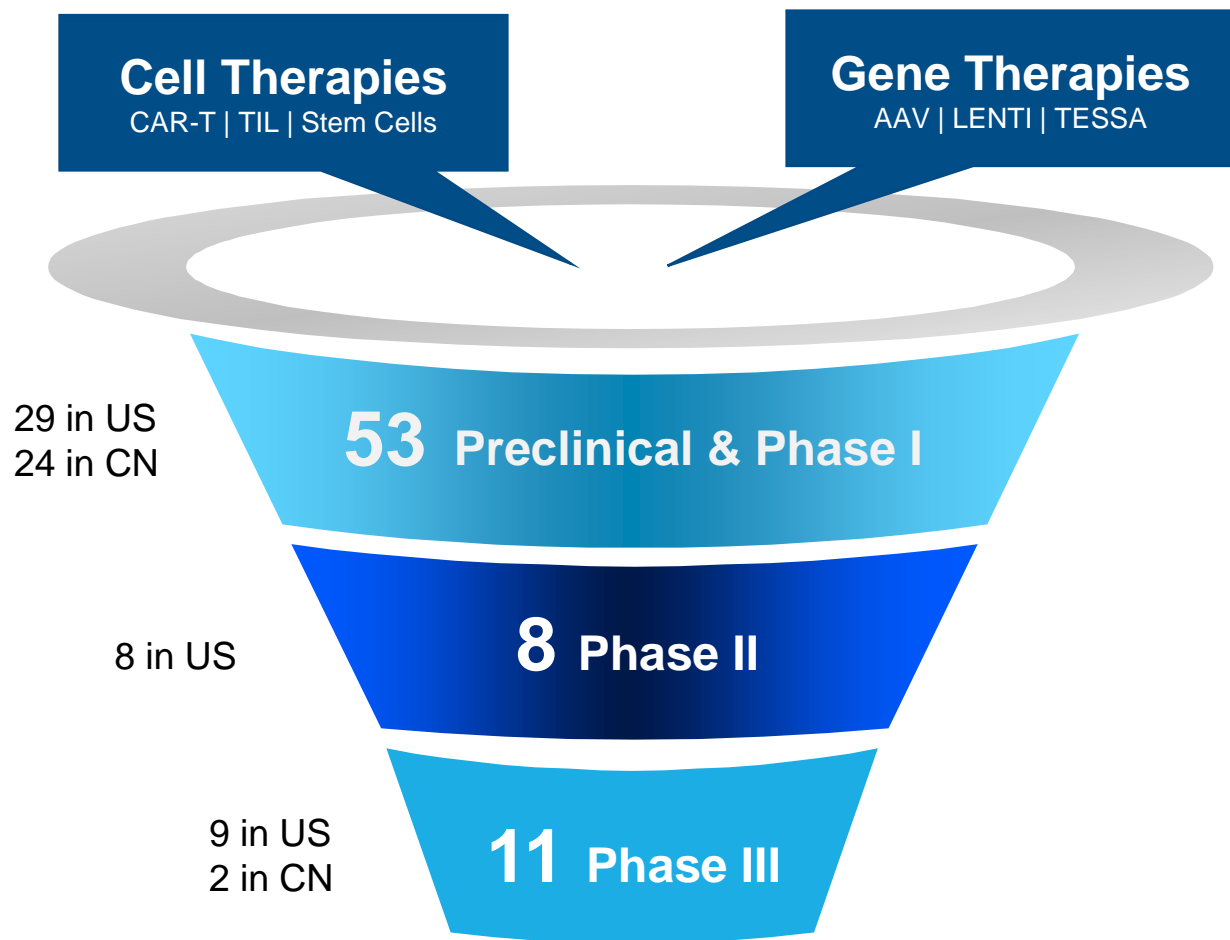 Cell Therapies
CAR-T | TIL | Stem Cells
Gene Therapies
AAV | LENTI | TESSA
29 in US
24 in CN
53 Preclinical & Phase I
8 in US
8 Phase II
9 in US
2 in CN
11 Phase III